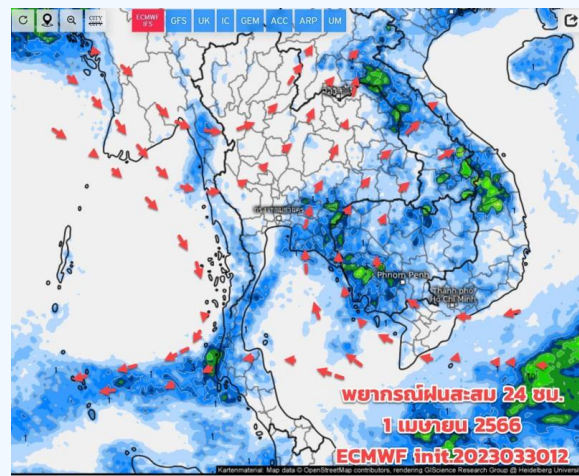 CITY
ECMWF IFS GFS UK IC GEM ACC ARP UM
Phnom Penh
Thành phố
Hồ Chí Minh
พยากรณ์ฝนสะสม 24 ชม.
1 เมษายน 2566
ECMWF init.2023033012
Kartenmaterial: Map data © OpenStreetMap contributors, rendering GIScience Research Group @ Heidelberg